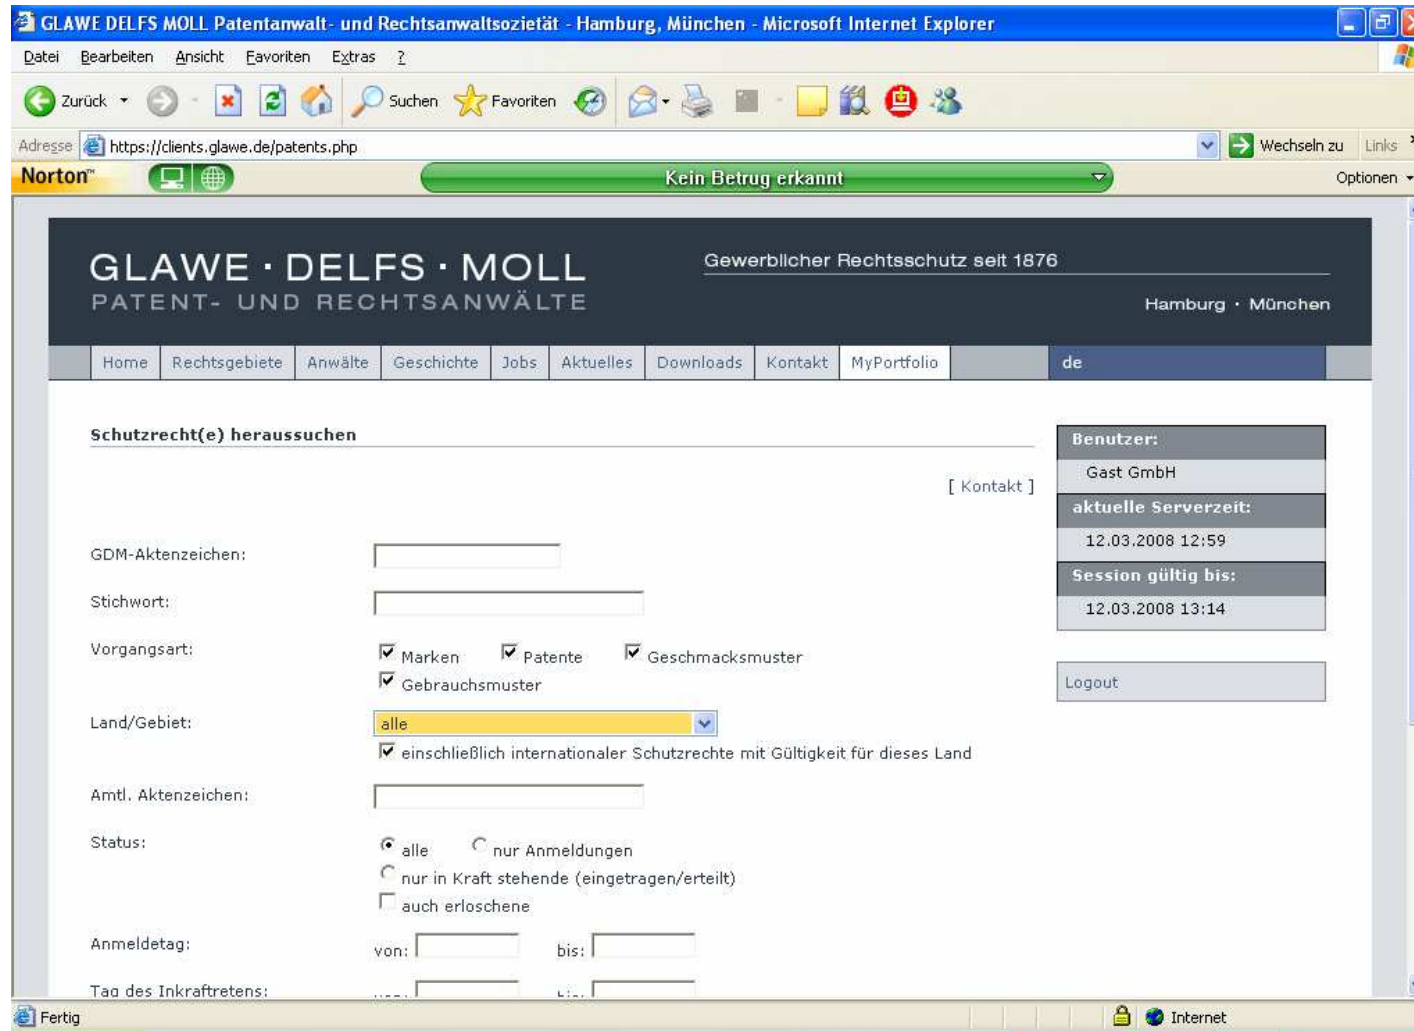 GLAWE DELFS MOLL Patentanwalt- und Rechtsanwaltsozietät - Hamburg, München - Microsoft Internet Explorer
Datei Bearbeiten Ansicht Favoriten Extras ?
Zurück Suchen Favoriten
Adresse https://clients.glawe.de/patents.php Wechseln zu Links
Norton™ Kein Betrug erkannt Optionen
GLAWE · DELFS · MOLL Gewerblicher Rechtsschutz seit 1876
PATENT- UND RECHTSANWÄLTE Hamburg · München
Home Rechtsgebiete Anwälte Geschichte Jobs Aktuelles Downloads Kontakt MyPortfolio de
Schutzrecht(e) heraussuchen
[ Kontakt ]
Benutzer:
Gast GmbH
aktuelle Serverzeit:
12.03.2008 12:59
Session gültig bis:
12.03.2008 13:14
Logout
GDM-Aktenzeichen:
Stichwort:
Vorgangsart: Marken Patente Geschmacksmuster
Gebrauchsmuster
Land/Gebiet: alle
einschließlich internationaler Schutzrechte mit Gültigkeit für dieses Land
Amtl. Aktenzeichen:
Status: alle nur Anmeldungen
nur in Kraft stehende (eingetragen/erteilt)
auch erloschene
Anmeldetag: von: bis:
Tag des Inkraftretens: von: bis:
Fertig Internet